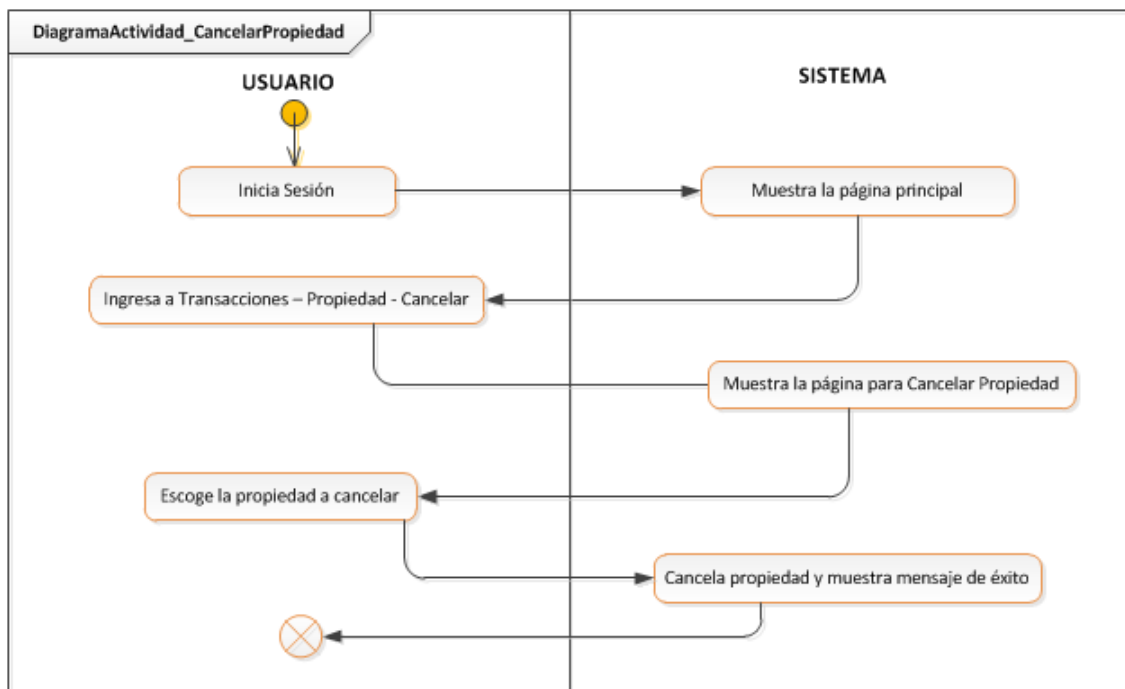 DiagramaActividad_CancelarPropiedad
USUARIO
SISTEMA
Inicia Sesión
Muestra la página principal
Ingresa a Transacciones – Propiedad - Cancelar
Muestra la página para Cancelar Propiedad
Escoge la propiedad a cancelar
Cancela propiedad y muestra mensaje de éxito